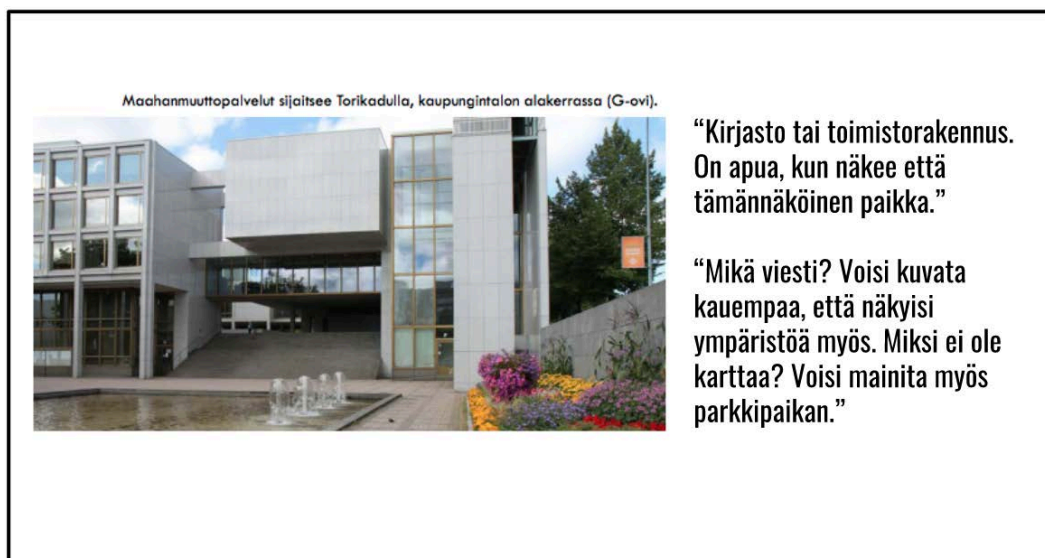 Maahanmuuttopalvelut sijaitsee Torikadulla, kaupungintalon alakerrassa (G-ovi).
“Kirjasto tai toimistorakennus.
On apua, kun näkee että
tämännäköinen paikka.”
“Mikä viesti? Voisi kuvata
kauempaa, että näkyisi
ympäristöä myös. Miksi ei ole
karttaa? Voisi mainita myös
parkkipaikan.”